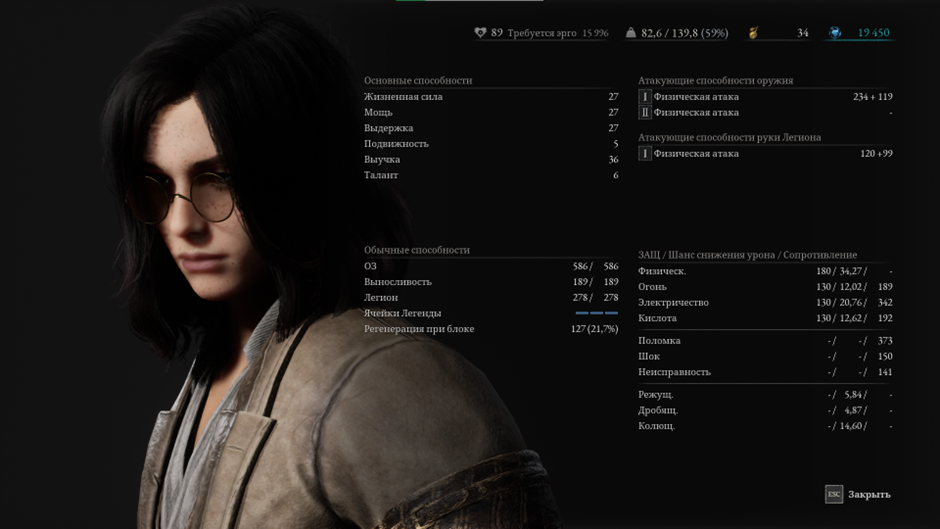 89 Требуется эрго 15 996 82,6 / 139,8 (59%) 34 19 450
Основные способности
Жизненная сила 27
Мощь 27
Выдержка 27
Подвижность 5
Выучка 36
Талант 6
Обычные способности
ОЗ 586 / 586
Выносливость 189 / 189
Легион 278 / 278
Ячейки Легенды
Регенерация при блоке 127 (21,7%)
Атакующие способности оружия
I Физическая атака 234 + 119
II Физическая атака -
Атакующие способности руки Легиона
I Физическая атака 120 +99
ЗАЩ / Шанс снижения урона / Сопротивление
Физическ. 180 / 34,27 / -
Огонь 130 / 12,02 / 189
Электричество 130 / 20,76 / 342
Кислота 130 / 12,62 / 192
Поломка - / - / 373
Шок - / - / 150
Неисправность - / - / 141
Режущ. - / 5,84 / -
Дробящ. - / 4,87 / -
Колющ. - / 14,60 / -
ESC Закрыть